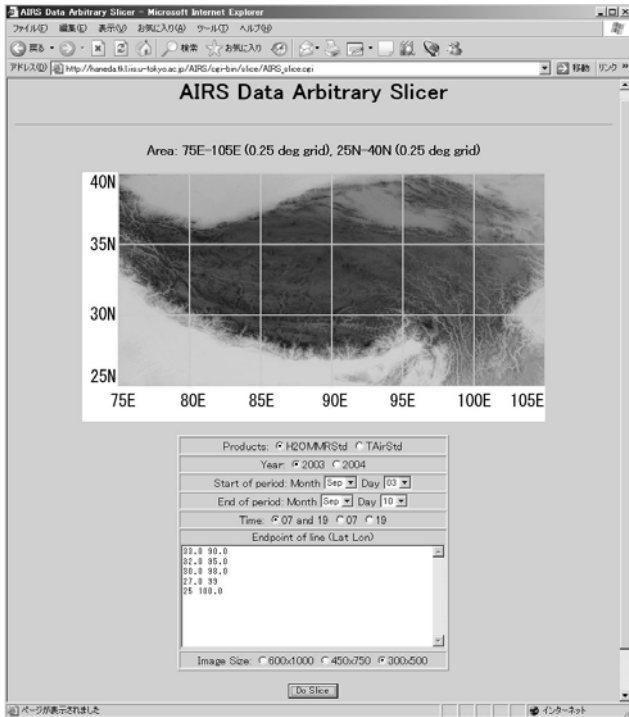 AIRS Data Arbitrary Slicer - Microsoft Internet Explorer
ファイル(F) 編集(E) 表示(V) お気に入り(A) ツール(T) ヘルプ(H)
戻る 検索 お気に入り
アドレス(D) http://haneda.tkl.iis.u-tokyo.ac.jp/AIRS/cgi-bin/slice/AIRS_slice.cgi 移動 リンク »
AIRS Data Arbitrary Slicer
Area: 75E-105E (0.25 deg grid), 25N-40N (0.25 deg grid)
40N
35N
30N
25N
75E 80E 85E 90E 95E 100E 105E
Products: H2OMMRStd TAirStd
Year: 2003 2004
Start of period: Month Sep Day 03
End of period: Month Sep Day 10
Time: 07 and 19 07 19
Endpoint of line (Lat Lon)
33.0 90.0
32.0 95.0
30.0 98.0
27.0 99
25 100.0
Image Size: 600x1000 450x750 300x500
Do Slice
ページが表示されました インターネット